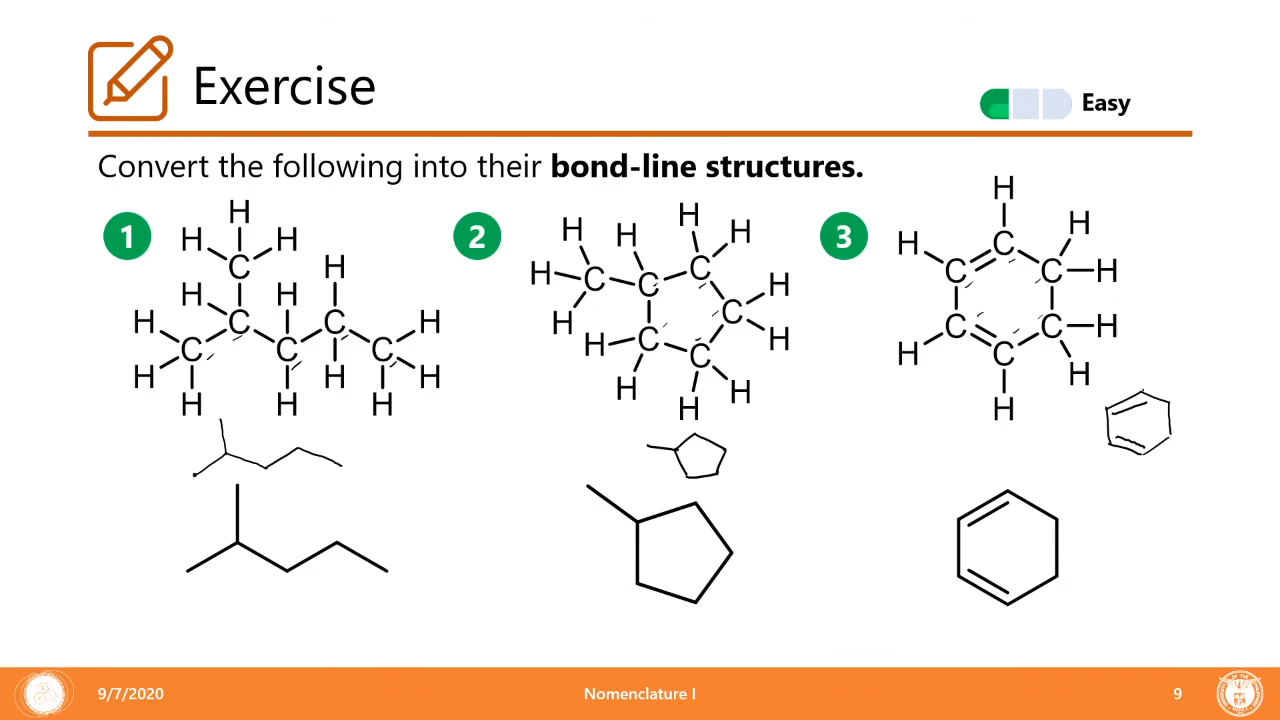 Exercise
Easy
Convert the following into their bond-line structures.
1
H
H H
C H
H H
H C C H
C C C
H H H
H H H
2
H H H H
H C C
C C H
H H C
H C C H
H H H
3
H
H C H
C C H
C C H
H C H
H
9/7/2020
Nomenclature I
9